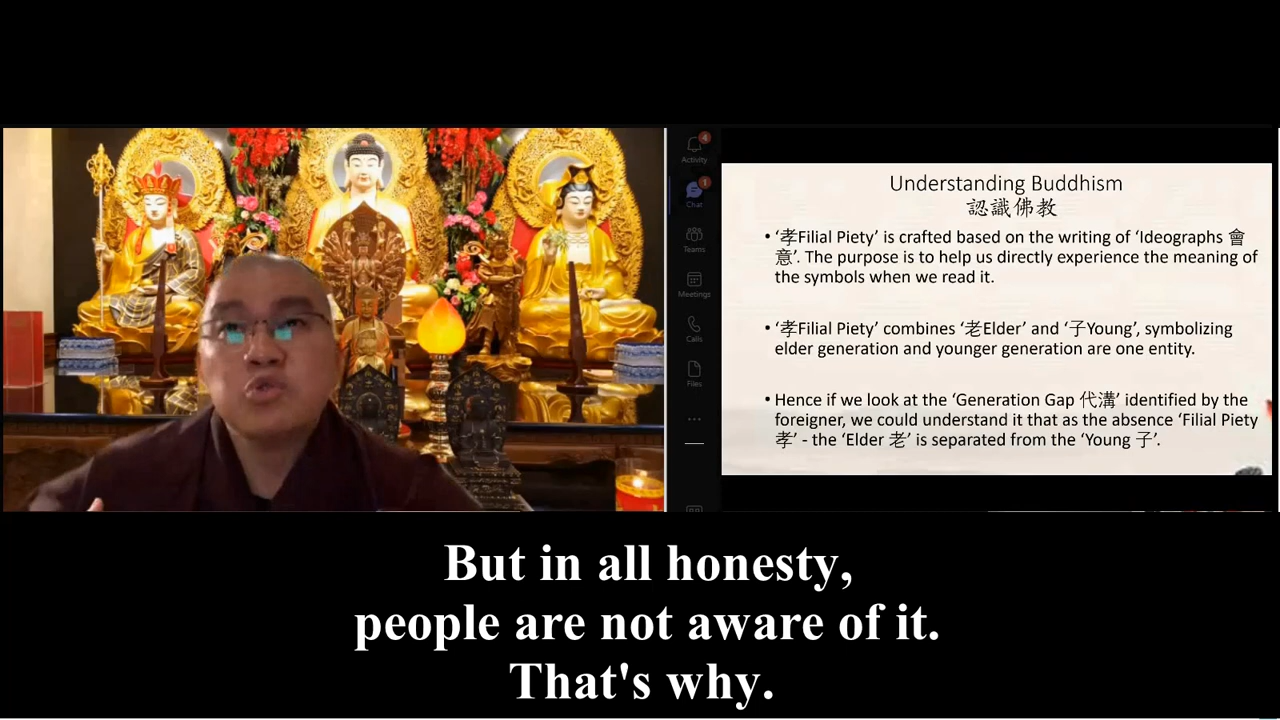 Activity
Chat
Teams
Meetings
Calls
Files
4
1
Understanding Buddhism
認識佛教
• ‘孝Filial Piety’ is crafted based on the writing of ‘Ideographs 會
意’. The purpose is to help us directly experience the meaning of
the symbols when we read it.
• ‘孝Filial Piety’ combines ‘老Elder’ and ‘子Young’, symbolizing
elder generation and younger generation are one entity.
• Hence if we look at the ‘Generation Gap 代溝’ identified by the
foreigner, we could understand it that as the absence ‘Filial Piety
孝’ - the ‘Elder 老’ is separated from the ‘Young 子’.
But in all honesty,
people are not aware of it.
That's why.